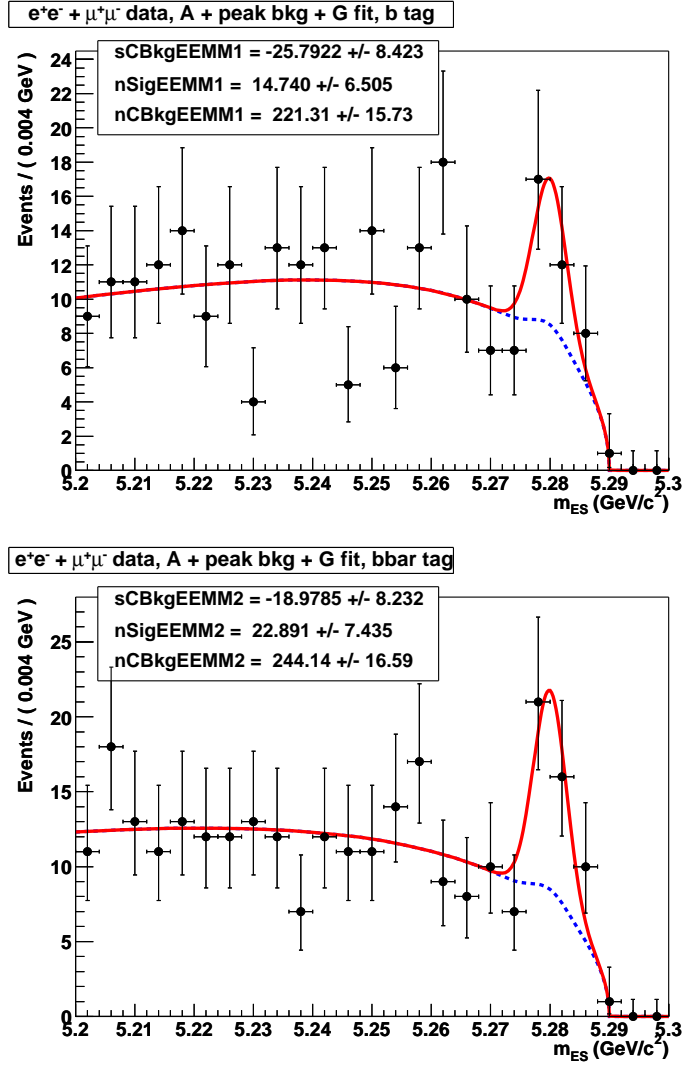 e⁺e⁻ + μ⁺μ⁻ data, A + peak bkg + G fit, b tag
sCBkgEEMM1 = -25.7922 +/- 8.423
nSigEEMM1 = 14.740 +/- 6.505
nCBkgEEMM1 = 221.31 +/- 15.73
Events / ( 0.004 GeV )
24
22
20
18
16
14
12
10
8
6
4
2
0
5.2 5.21 5.22 5.23 5.24 5.25 5.26 5.27 5.28 5.29 5.3
m_ES (GeV/c²)
e⁺e⁻ + μ⁺μ⁻ data, A + peak bkg + G fit, bbar tag
sCBkgEEMM2 = -18.9785 +/- 8.232
nSigEEMM2 = 22.891 +/- 7.435
nCBkgEEMM2 = 244.14 +/- 16.59
Events / ( 0.004 GeV )
25
20
15
10
5
0
5.2 5.21 5.22 5.23 5.24 5.25 5.26 5.27 5.28 5.29 5.3
m_ES (GeV/c²)